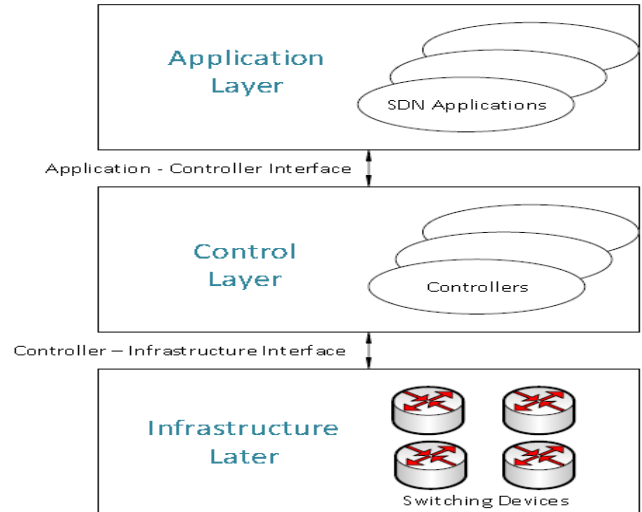 Application
Layer
SDN Applications
Application - Controller Interface
Control
Layer
Controllers
Controller – Infrastructure Interface
Infrastructure
Later
Switching Devices